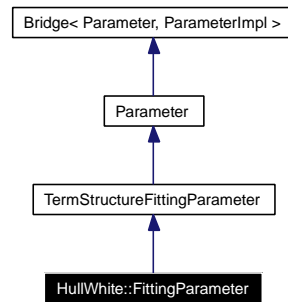 Bridge< Parameter, ParameterImpl >
Parameter
TermStructureFittingParameter
HullWhite::FittingParameter